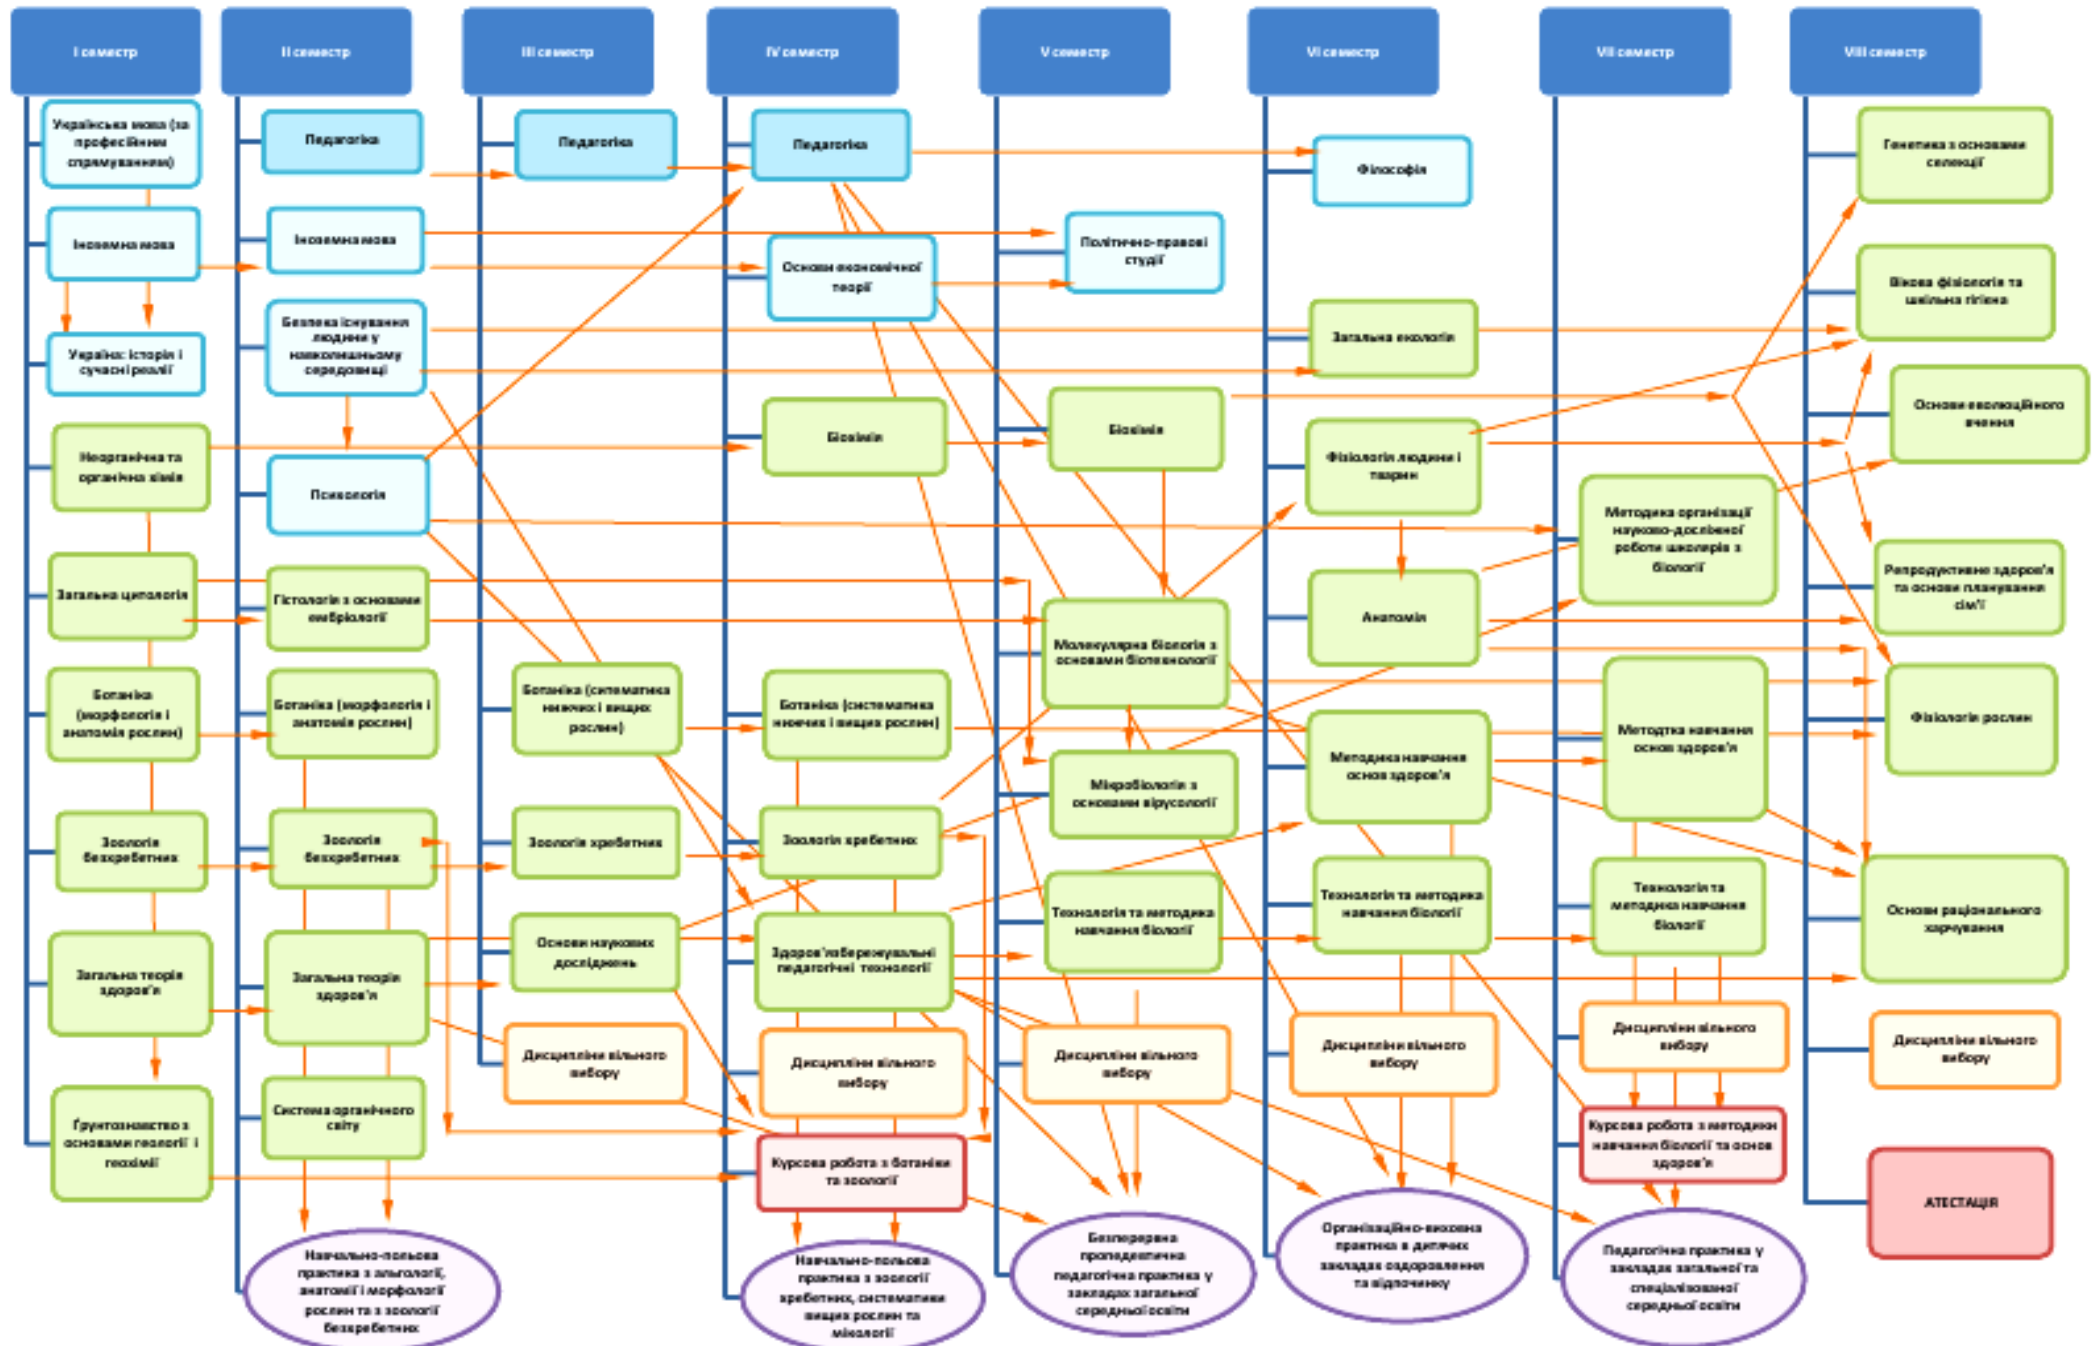 І семестр
Українська мова (за
професійним
спрямуванням)
Іноземна мова
Україна: історія і
сучасні реалії
Неорганічна та
органічна хімія
Загальна цитологія
Ботаніка
(морфологія і
анатомія рослин)
Зоологія
безхребетних
Загальна теорія
здоров'я
Ґрунтознавство з
основами геології і
геохімії
ІІ семестр
Педагогіка
Іноземна мова
Безпека існування
людини у
навколишньому
середовищі
Психологія
Гістологія з основами
ембріології
Ботаніка (морфологія і
анатомія рослин)
Зоологія
безхребетних
Загальна теорія
здоров'я
Система органічного
світу
Навчально-польова
практика з альгології,
анатомії і морфології
рослин та з зоології
безхребетних
ІІІ семестр
Педагогіка
Ботаніка (ситематика
нижчих і вищих
рослин)
Зоологія хребетних
Основи наукових
досліджень
Дисципліни вільного
вибору
IV семестр
Педагогіка
Основи економічної
теорії
Біохімія
Ботаніка (систематика
нижчих і вищих рослин)
Зоологія хребетних
Здоров'язбережувальні
педагогічні технології
Дисципліни вільного
вибору
Курсова робота з ботаніки
та зоології
Навчально-польова
практика з зоології
хребетних, систематики
вищих рослин та
мікології
V семестр
Політично-правові
студії
Біохімія
Молекулярна біологія з
основами біотехнології
Мікробіологія з
основами вірусології
Технологія та методика
навчання біології
Дисципліни вільного
вибору
Безперервна
пропедевтична
педагогічна практика у
закладах загальної
середньої освіти
VI семестр
Філософія
Загальна екологія
Фізіологія людини і
тварин
Анатомія
Методика навчання
основ здоров'я
Технологія та методика
навчання біології
Дисципліни вільного
вибору
Організаційно-виховна
практика в дитячих
закладах оздоровлення
та відпочинку
VII семестр
Методика організації
науково-дослідної
роботи школярів з
біології
Методтка навчання
основ здоров'я
Технологія та
методика навчання
біології
Дисципліни вільного
вибору
Курсова робота з методики
навчання біології та основ
здоров'я
Педагогічна практика у
закладах загальної та
спеціалізованої
середньої освіти
VIII семестр
Генетика з основами
селекції
Вікова фізіологія та
шкільна гігієна
Основи еволюційного
вчення
Репродуктивне здоров'я
та основи планування
сім'ї
Фізіологія рослин
Основи раціонального
харчування
Дисципліни вільного
вибору
АТЕСТАЦІЯ